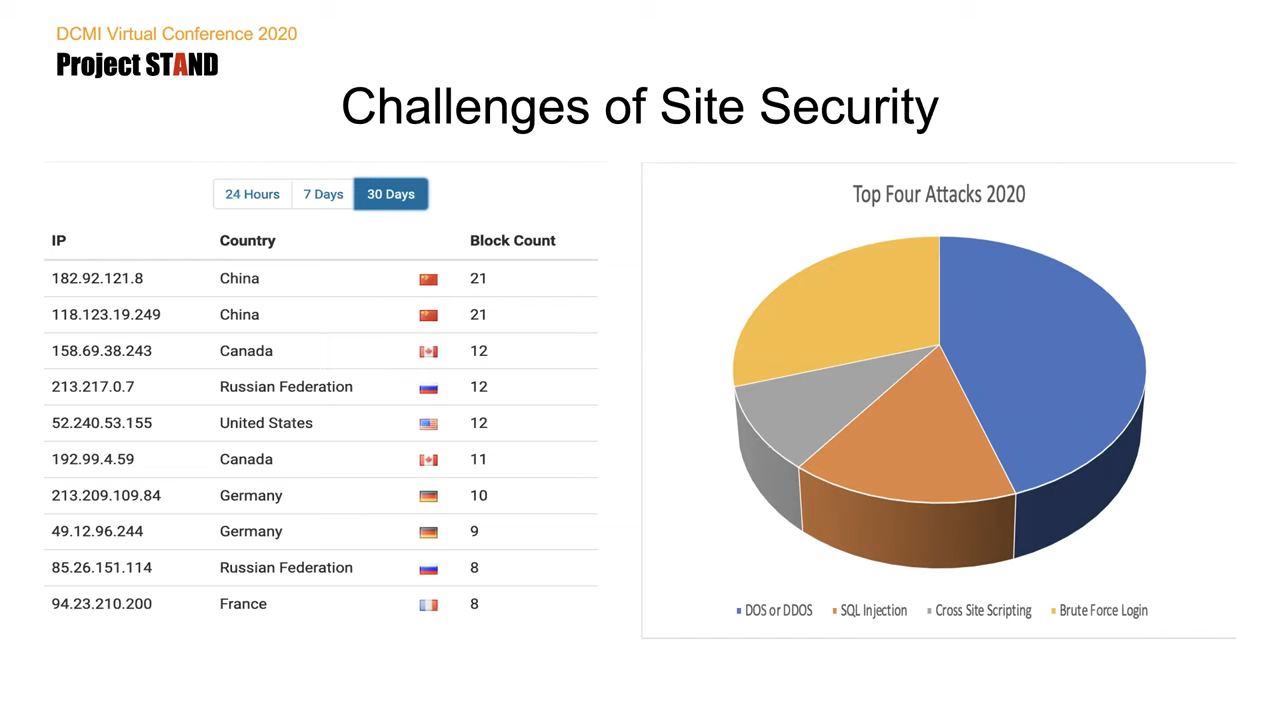 DCMI Virtual Conference 2020
Project STAND
Challenges of Site Security
24 Hours 7 Days 30 Days
IP Country Block Count
182.92.121.8 China 21
118.123.19.249 China 21
158.69.38.243 Canada 12
213.217.0.7 Russian Federation 12
52.240.53.155 United States 12
192.99.4.59 Canada 11
213.209.109.84 Germany 10
49.12.96.244 Germany 9
85.26.151.114 Russian Federation 8
94.23.210.200 France 8
Top Four Attacks 2020
DOS or DDOS SQL Injection Cross Site Scripting Brute Force Login